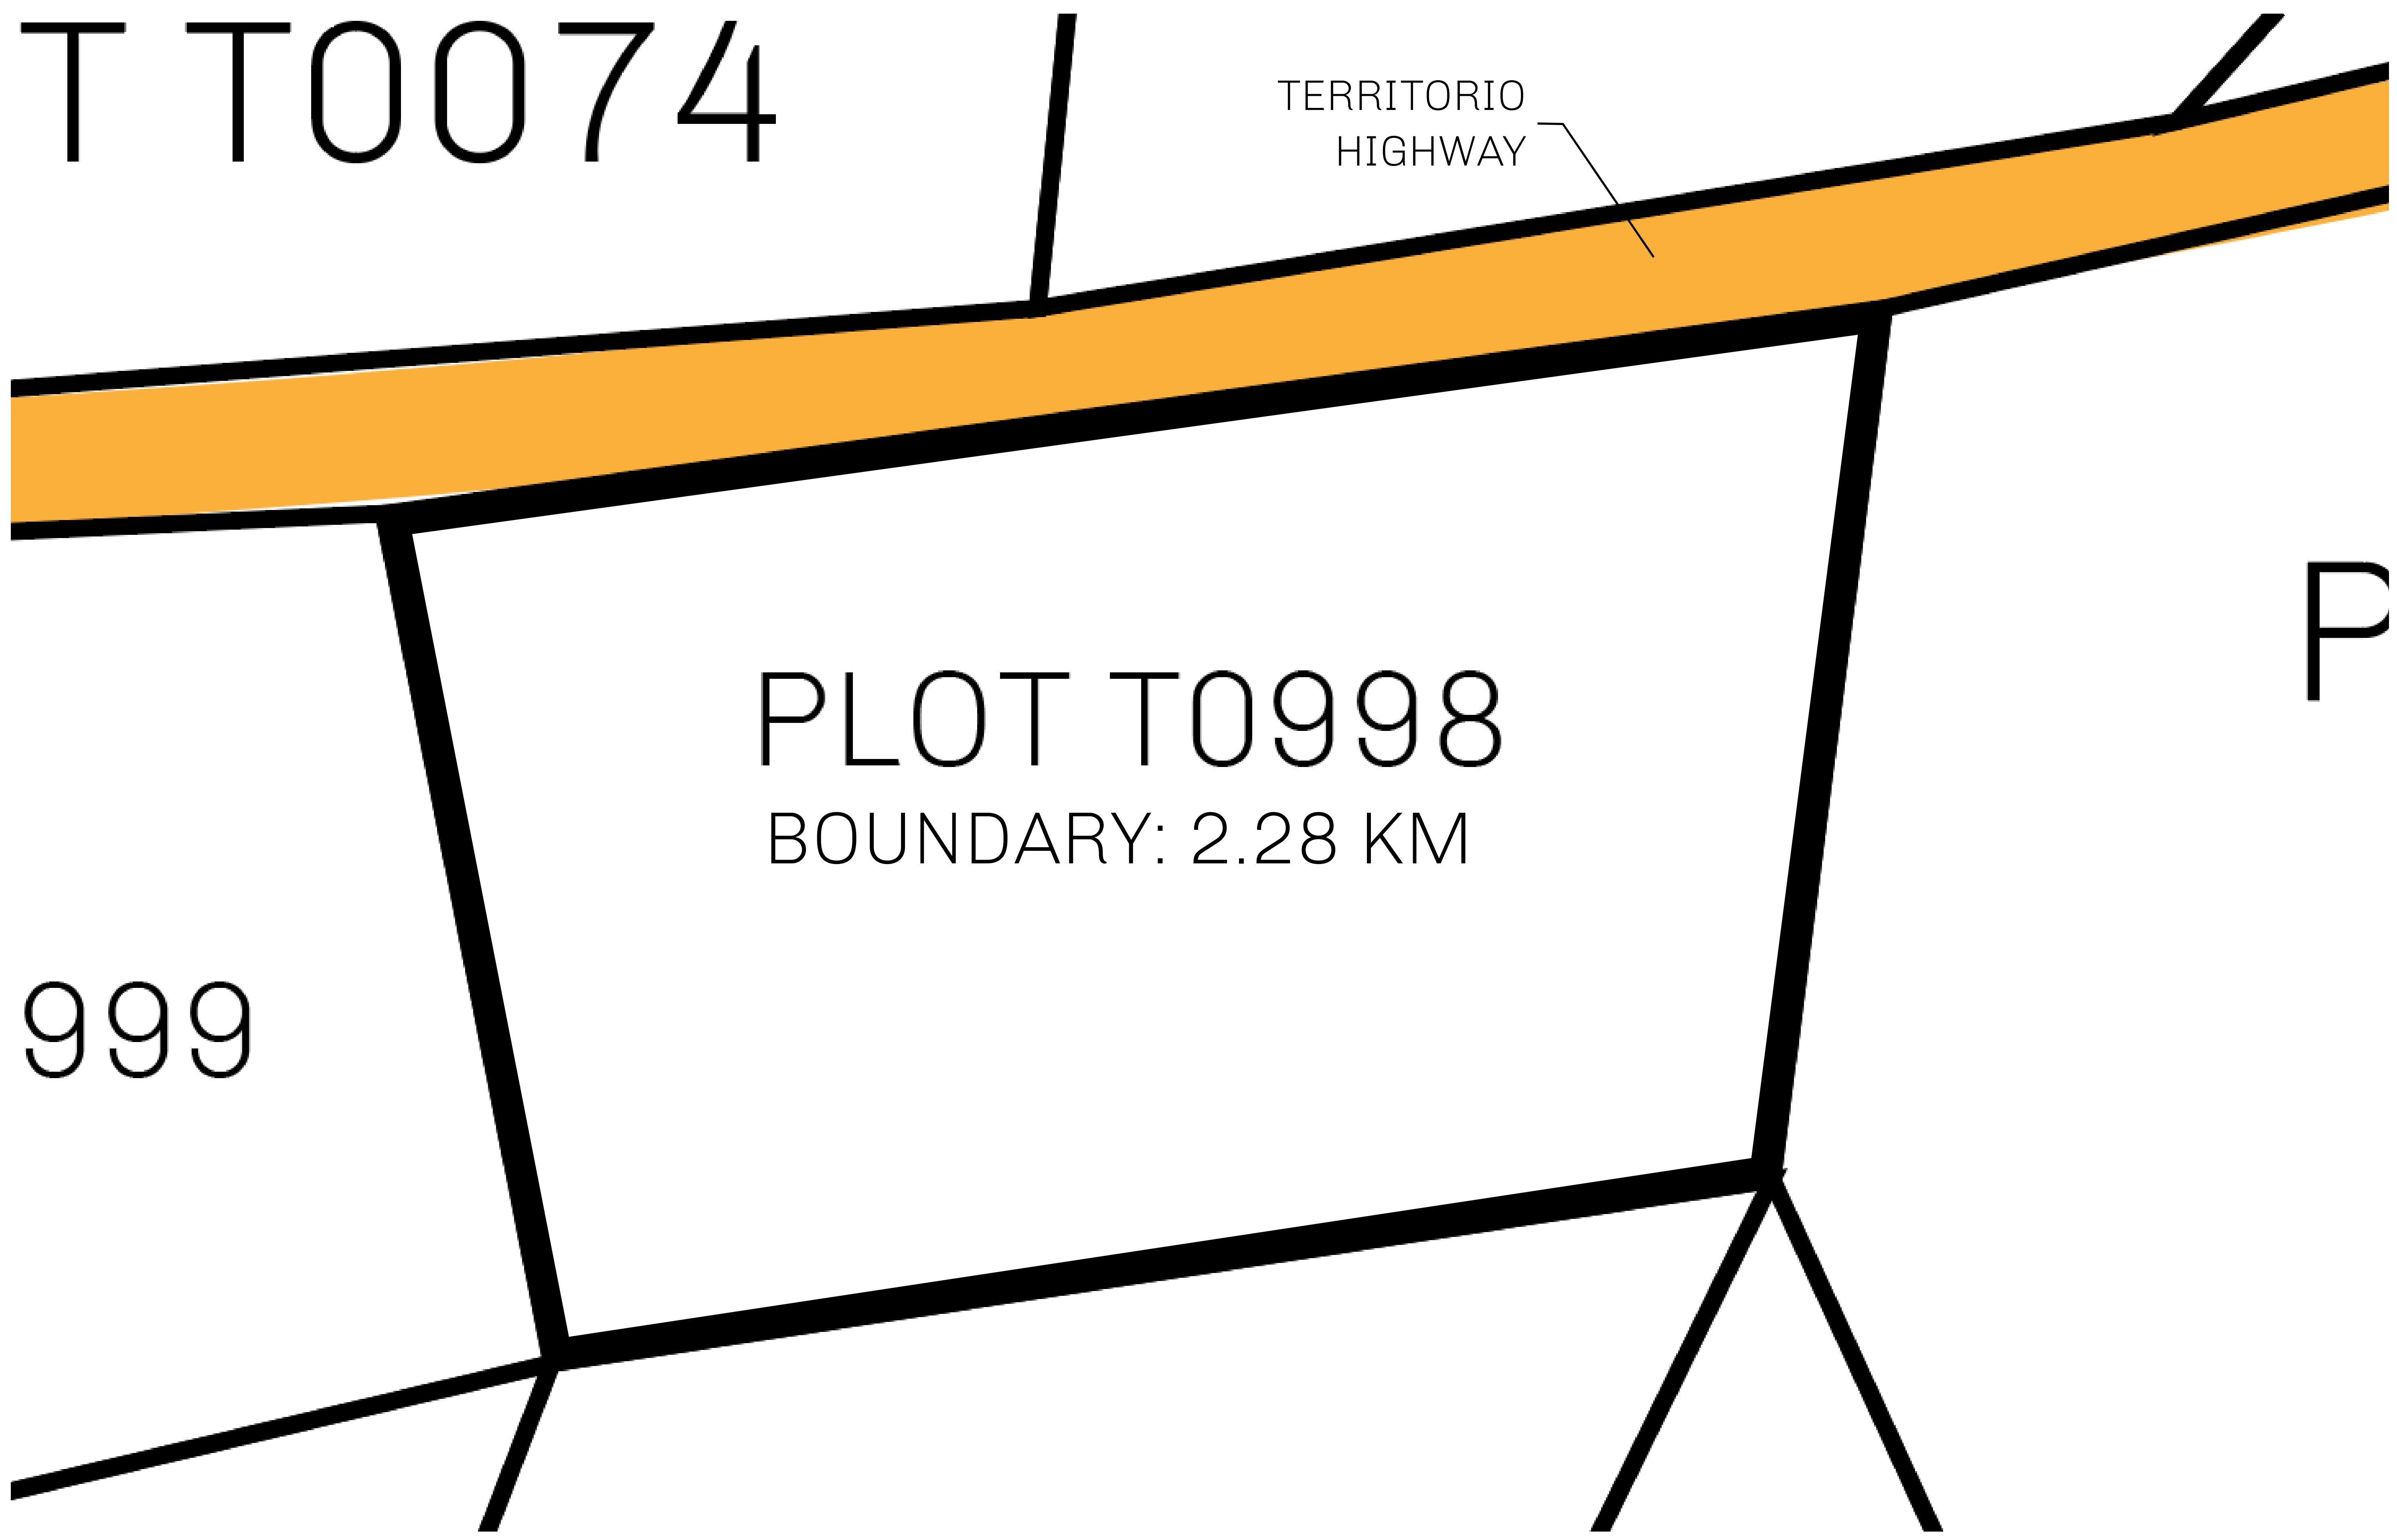 T T0074
TERRITORIO
HIGHWAY
P
PLOT T0998
BOUNDARY: 2.28 KM
999